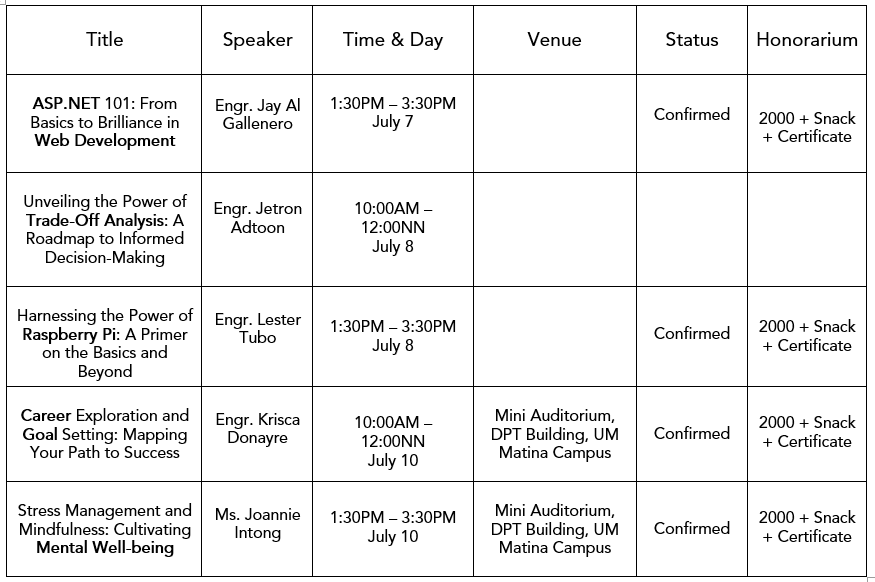 Title Speaker Time & Day Venue Status Honorarium
ASP.NET 101: From
Basics to Brilliance in
Web Development
Engr. Jay Al
Gallenero
1:30PM – 3:30PM
July 7
Confirmed
2000 + Snack
+ Certificate
Unveiling the Power of
Trade-Off Analysis: A
Roadmap to Informed
Decision-Making
Engr. Jetron
Adtoon
10:00AM –
12:00NN
July 8
Harnessing the Power of
Raspberry Pi: A Primer
on the Basics and
Beyond
Engr. Lester
Tubo
1:30PM – 3:30PM
July 8
Confirmed
2000 + Snack
+ Certificate
Career Exploration and
Goal Setting: Mapping
Your Path to Success
Engr. Krisca
Donayre
10:00AM –
12:00NN
July 10
Mini Auditorium,
DPT Building, UM
Matina Campus
Confirmed
2000 + Snack
+ Certificate
Stress Management and
Mindfulness: Cultivating
Mental Well-being
Ms. Joannie
Intong
1:30PM – 3:30PM
July 10
Mini Auditorium,
DPT Building, UM
Matina Campus
Confirmed
2000 + Snack
+ Certificate